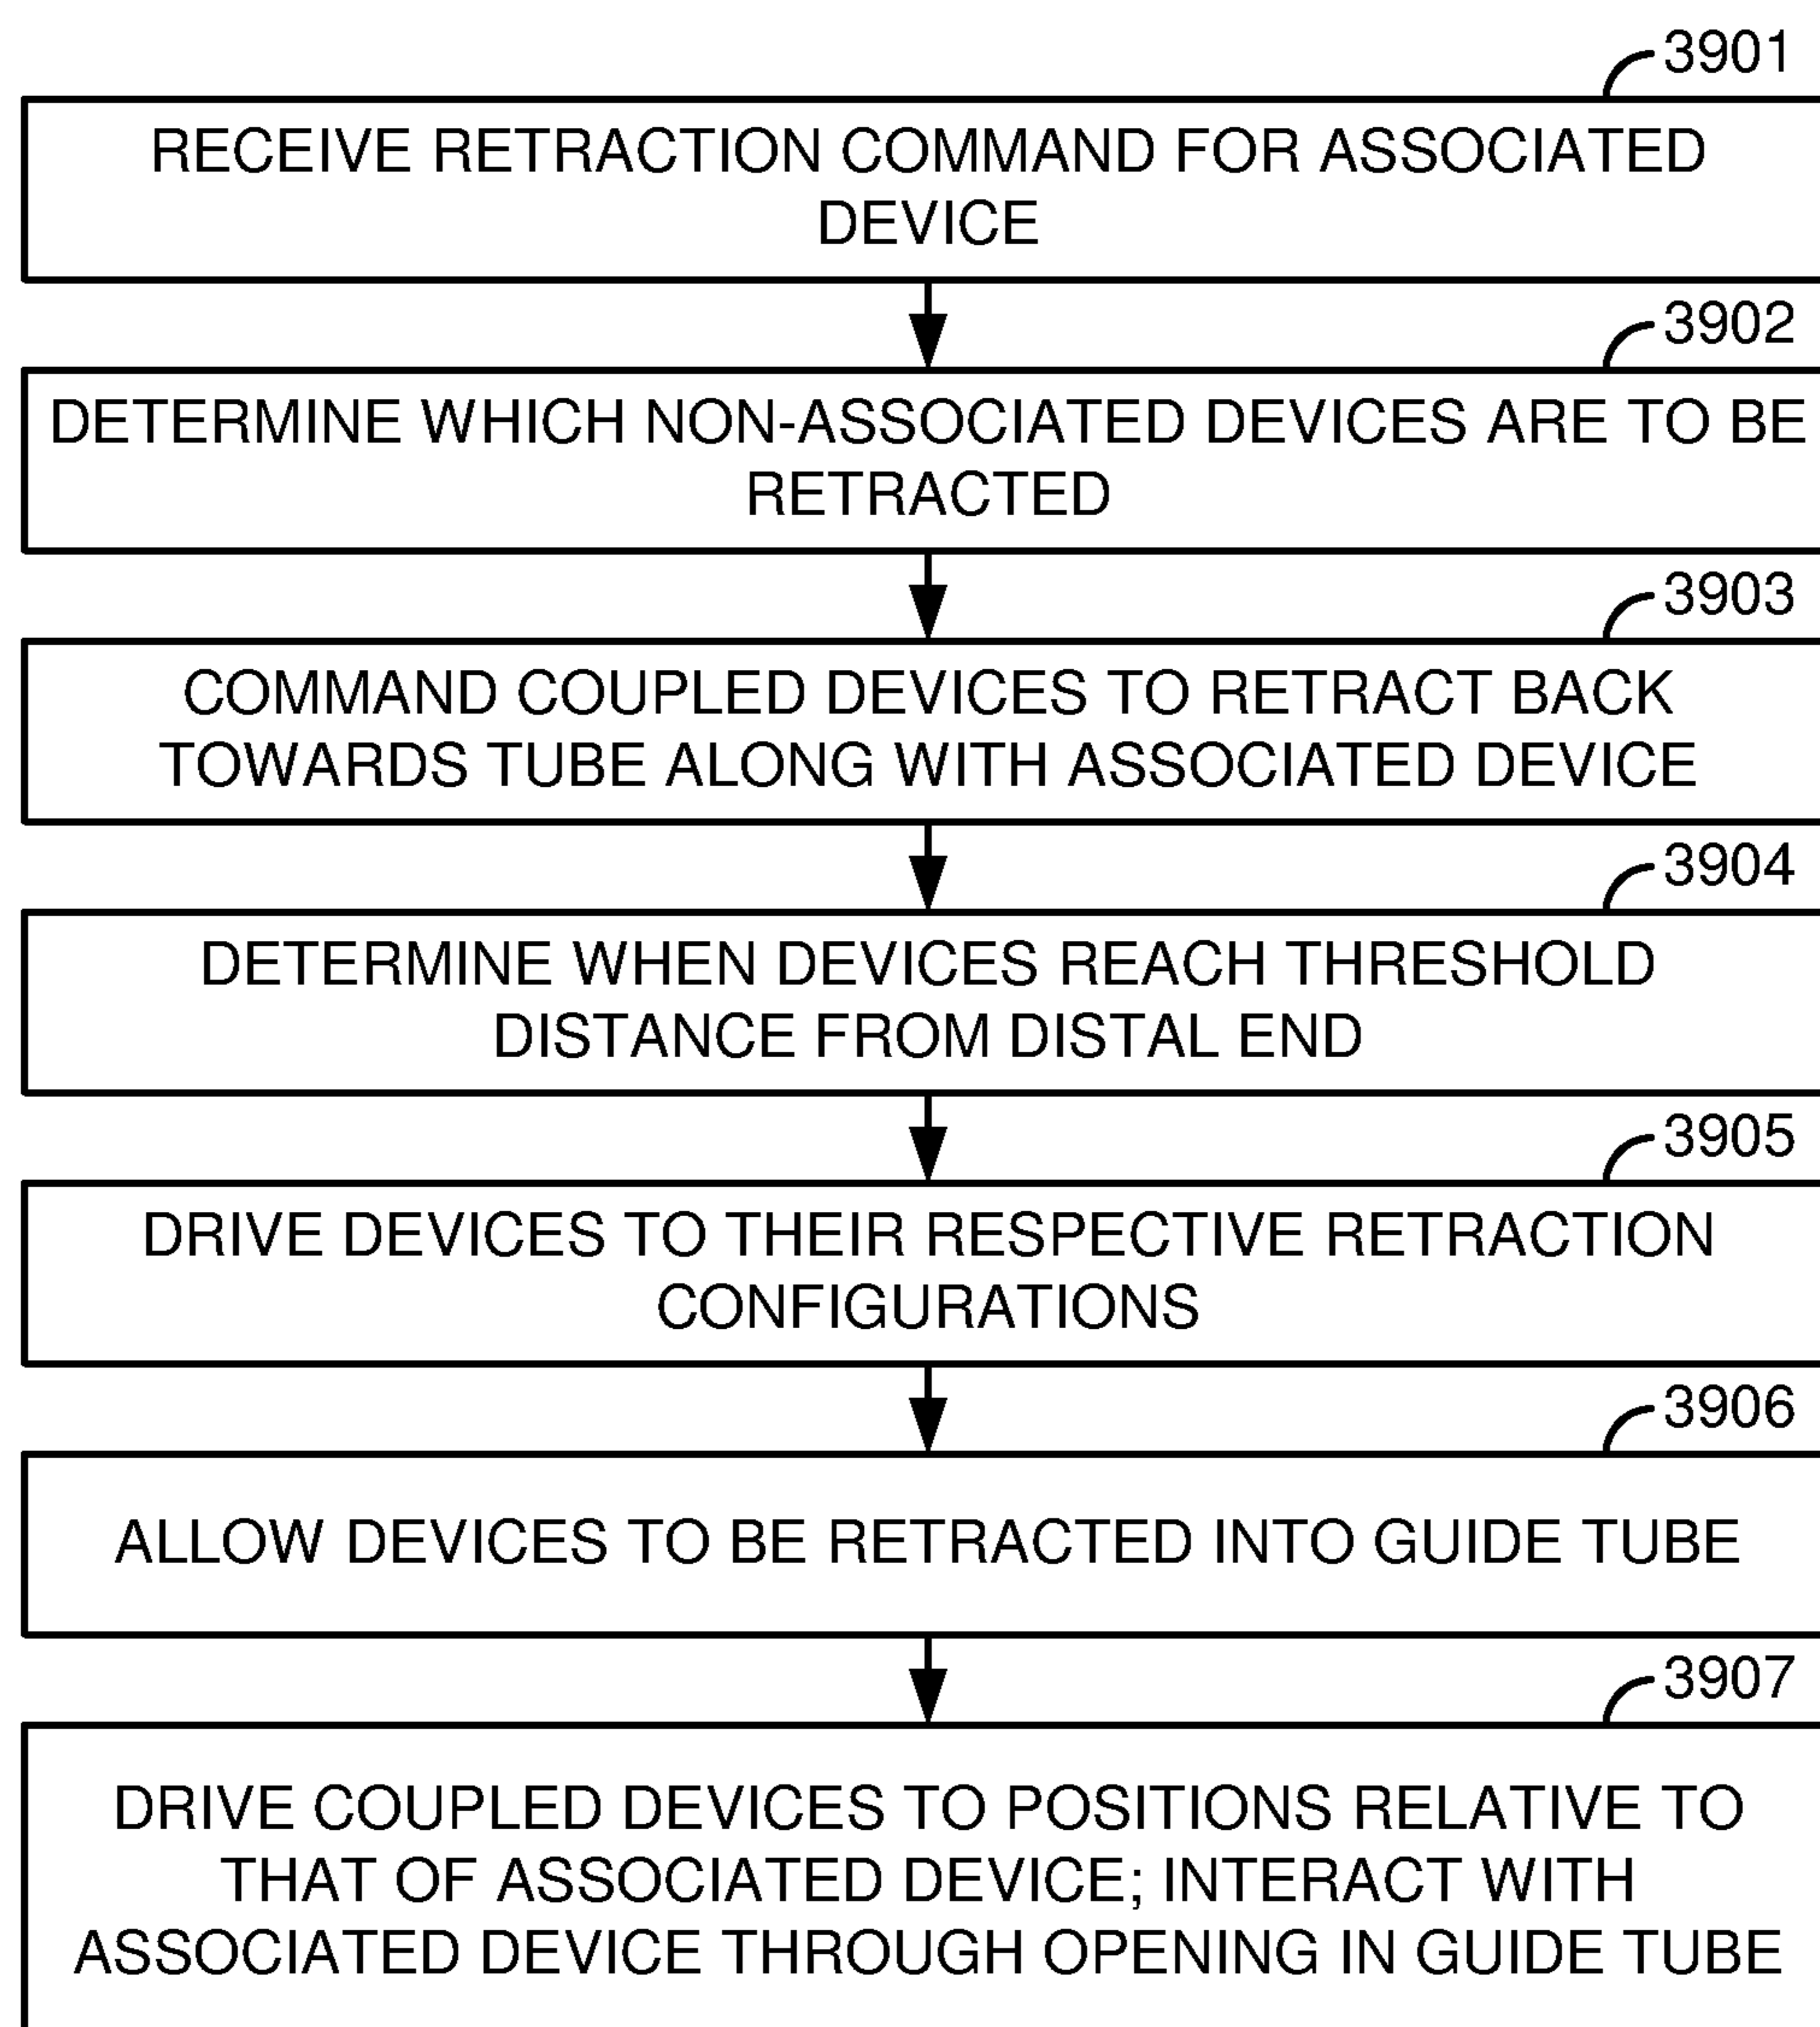 3901
RECEIVE RETRACTION COMMAND FOR ASSOCIATED
DEVICE
3902
DETERMINE WHICH NON-ASSOCIATED DEVICES ARE TO BE
RETRACTED
3903
COMMAND COUPLED DEVICES TO RETRACT BACK
TOWARDS TUBE ALONG WITH ASSOCIATED DEVICE
3904
DETERMINE WHEN DEVICES REACH THRESHOLD
DISTANCE FROM DISTAL END
3905
DRIVE DEVICES TO THEIR RESPECTIVE RETRACTION
CONFIGURATIONS
3906
ALLOW DEVICES TO BE RETRACTED INTO GUIDE TUBE
3907
DRIVE COUPLED DEVICES TO POSITIONS RELATIVE TO
THAT OF ASSOCIATED DEVICE; INTERACT WITH
ASSOCIATED DEVICE THROUGH OPENING IN GUIDE TUBE